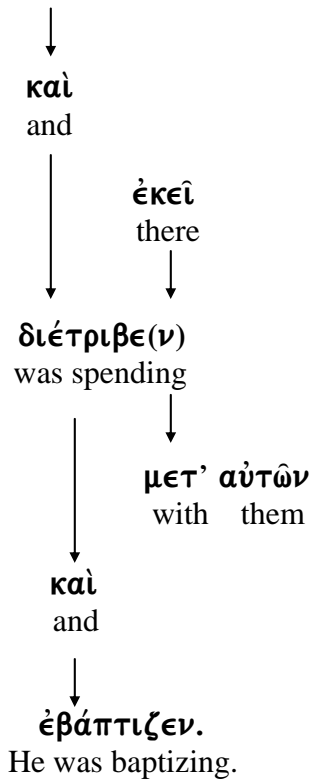 καὶ
and
ἐκεῖ
there
διέτριβε(ν)
was spending
μετ’ αὐτῶν
with them
καὶ
and
ἐβάπτιζεν.
He was baptizing.